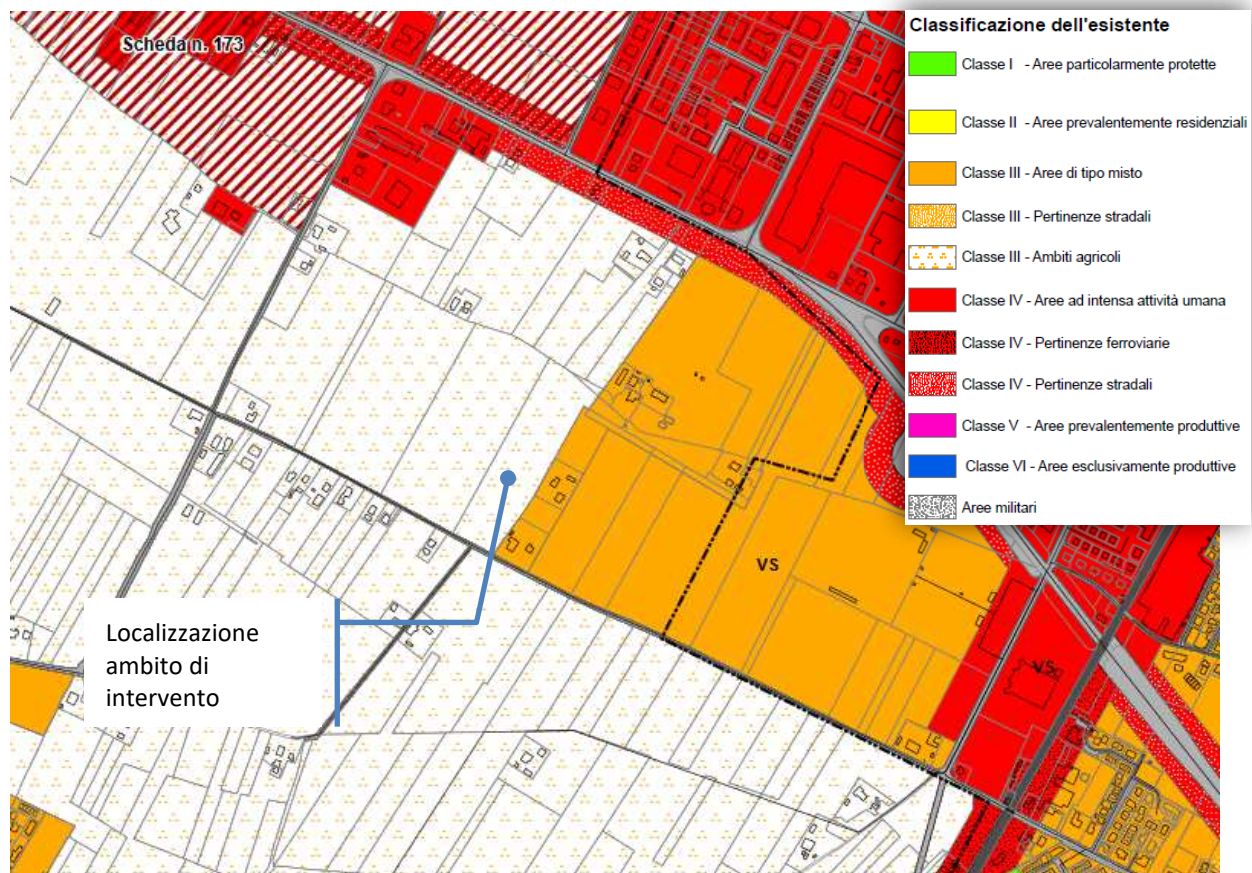 Scheda n. 173
Classificazione dell'esistente
Classe I - Aree particolarmente protette
Classe II - Aree prevalentemente residenziali
Classe III - Aree di tipo misto
Classe III - Pertinenze stradali
Classe III - Ambiti agricoli
Classe IV - Aree ad intensa attività umana
Classe IV - Pertinenze ferroviarie
Classe IV - Pertinenze stradali
Classe V - Aree prevalentemente produttive
Classe VI - Aree esclusivamente produttive
Aree militari
VS
VS
Localizzazione
ambito di
intervento